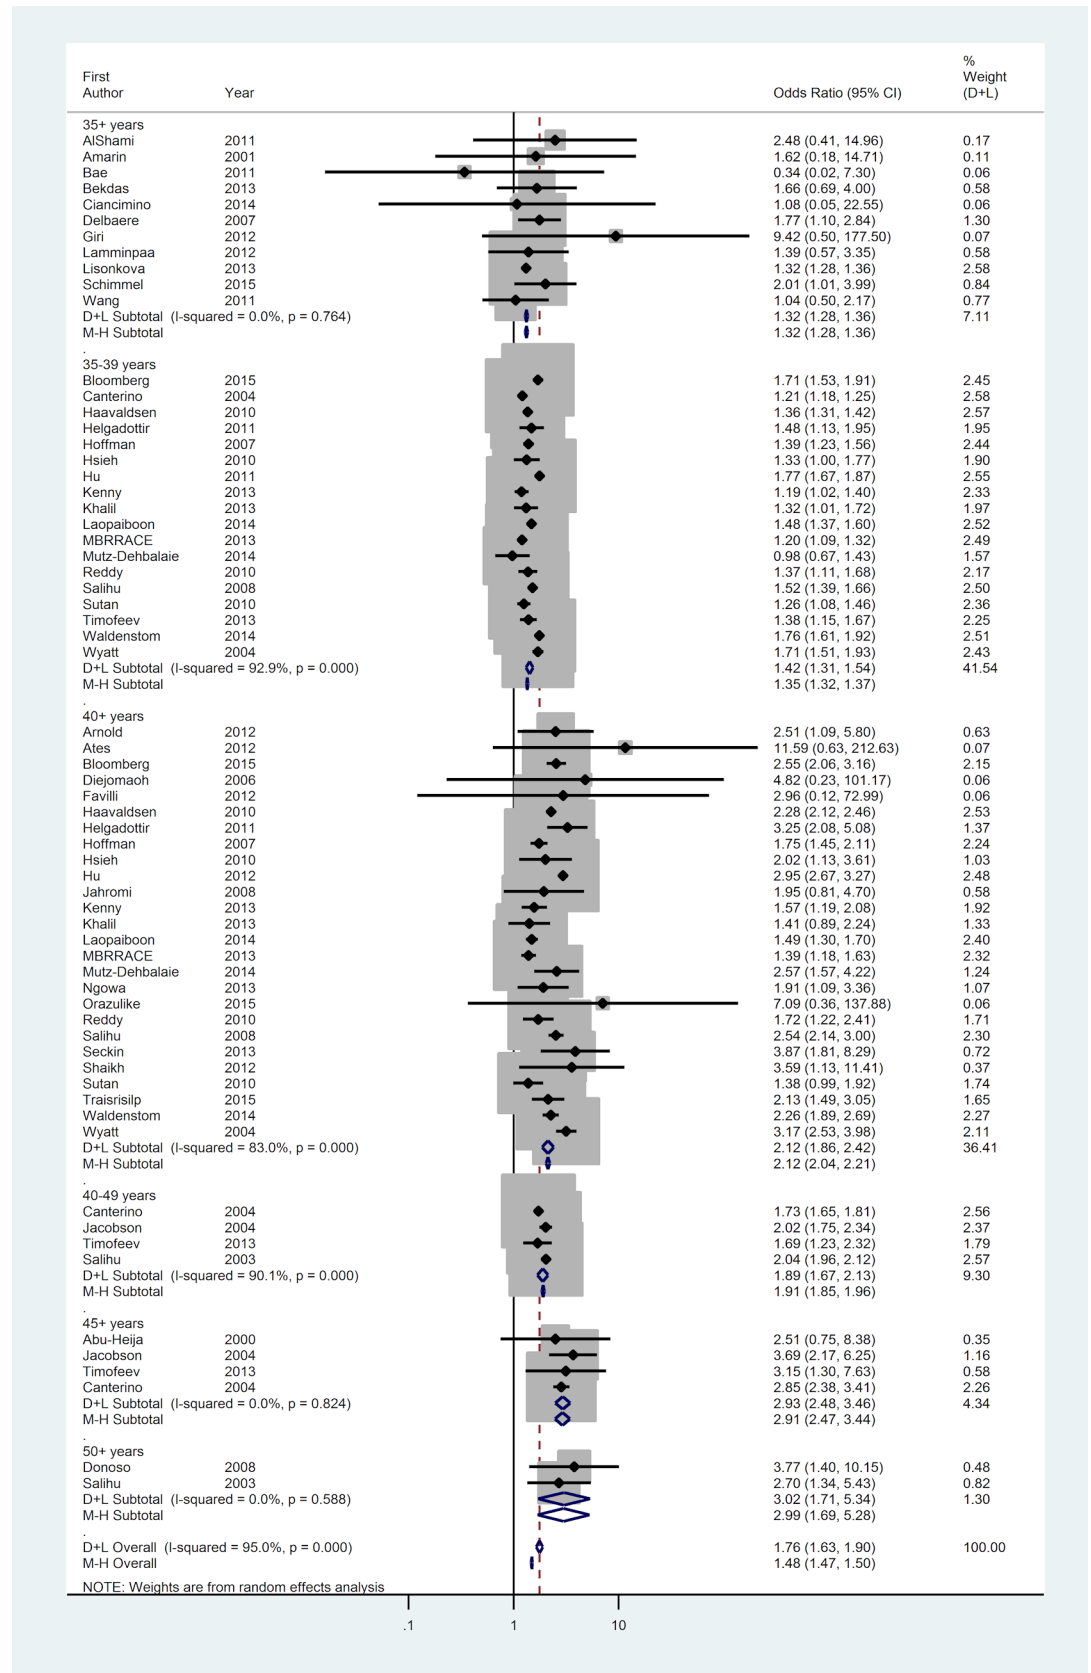 %
First Weight
Author Year Odds Ratio (95% CI) (D+L)
35+ years
AlShami 2011 2.48 (0.41, 14.96) 0.17
Amarin 2001 1.62 (0.18, 14.71) 0.11
Bae 2011 0.34 (0.02, 7.30) 0.06
Bekdas 2013 1.66 (0.69, 4.00) 0.58
Ciancimino 2014 1.08 (0.05, 22.55) 0.06
Delbaere 2007 1.77 (1.10, 2.84) 1.30
Giri 2012 9.42 (0.50, 177.50) 0.07
Lamminpaa 2012 1.39 (0.57, 3.35) 0.58
Lisonkova 2013 1.32 (1.28, 1.36) 2.58
Schimmel 2015 2.01 (1.01, 3.99) 0.84
Wang 2011 1.04 (0.50, 2.17) 0.77
D+L Subtotal (I-squared = 0.0%, p = 0.764) 1.32 (1.28, 1.36) 7.11
M-H Subtotal 1.32 (1.28, 1.36)
.
35-39 years
Bloomberg 2015 1.71 (1.53, 1.91) 2.45
Canterino 2004 1.21 (1.18, 1.25) 2.58
Haavaldsen 2010 1.36 (1.31, 1.42) 2.57
Helgadottir 2011 1.48 (1.13, 1.95) 1.95
Hoffman 2007 1.39 (1.23, 1.56) 2.44
Hsieh 2010 1.33 (1.00, 1.77) 1.90
Hu 2011 1.77 (1.67, 1.87) 2.55
Kenny 2013 1.19 (1.02, 1.40) 2.33
Khalil 2013 1.32 (1.01, 1.72) 1.97
Laopaiboon 2014 1.48 (1.37, 1.60) 2.52
MBRRACE 2013 1.20 (1.09, 1.32) 2.49
Mutz-Dehbalaie 2014 0.98 (0.67, 1.43) 1.57
Reddy 2010 1.37 (1.11, 1.68) 2.17
Salihu 2008 1.52 (1.39, 1.66) 2.50
Sutan 2010 1.26 (1.08, 1.46) 2.36
Timofeev 2013 1.38 (1.15, 1.67) 2.25
Waldenstom 2014 1.76 (1.61, 1.92) 2.51
Wyatt 2004 1.71 (1.51, 1.93) 2.43
D+L Subtotal (I-squared = 92.9%, p = 0.000) 1.42 (1.31, 1.54) 41.54
M-H Subtotal 1.35 (1.32, 1.37)
.
40+ years
Arnold 2012 2.51 (1.09, 5.80) 0.63
Ates 2012 11.59 (0.63, 212.63) 0.07
Bloomberg 2015 2.55 (2.06, 3.16) 2.15
Diejomaoh 2006 4.82 (0.23, 101.17) 0.06
Favilli 2012 2.96 (0.12, 72.99) 0.06
Haavaldsen 2010 2.28 (2.12, 2.46) 2.53
Helgadottir 2011 3.25 (2.08, 5.08) 1.37
Hoffman 2007 1.75 (1.45, 2.11) 2.24
Hsieh 2010 2.02 (1.13, 3.61) 1.03
Hu 2012 2.95 (2.67, 3.27) 2.48
Jahromi 2008 1.95 (0.81, 4.70) 0.58
Kenny 2013 1.57 (1.19, 2.08) 1.92
Khalil 2013 1.41 (0.89, 2.24) 1.33
Laopaiboon 2014 1.49 (1.30, 1.70) 2.40
MBRRACE 2013 1.39 (1.18, 1.63) 2.32
Mutz-Dehbalaie 2014 2.57 (1.57, 4.22) 1.24
Ngowa 2013 1.91 (1.09, 3.36) 1.07
Orazulike 2015 7.09 (0.36, 137.88) 0.06
Reddy 2010 1.72 (1.22, 2.41) 1.71
Salihu 2008 2.54 (2.14, 3.00) 2.30
Seckin 2013 3.87 (1.81, 8.29) 0.72
Shaikh 2012 3.59 (1.13, 11.41) 0.37
Sutan 2010 1.38 (0.99, 1.92) 1.74
Traisrisilp 2015 2.13 (1.49, 3.05) 1.65
Waldenstom 2014 2.26 (1.89, 2.69) 2.27
Wyatt 2004 3.17 (2.53, 3.98) 2.11
D+L Subtotal (I-squared = 83.0%, p = 0.000) 2.12 (1.86, 2.42) 36.41
M-H Subtotal 2.12 (2.04, 2.21)
.
40-49 years
Canterino 2004 1.73 (1.65, 1.81) 2.56
Jacobson 2004 2.02 (1.75, 2.34) 2.37
Timofeev 2013 1.69 (1.23, 2.32) 1.79
Salihu 2003 2.04 (1.96, 2.12) 2.57
D+L Subtotal (I-squared = 90.1%, p = 0.000) 1.89 (1.67, 2.13) 9.30
M-H Subtotal 1.91 (1.85, 1.96)
.
45+ years
Abu-Heija 2000 2.51 (0.75, 8.38) 0.35
Jacobson 2004 3.69 (2.17, 6.25) 1.16
Timofeev 2013 3.15 (1.30, 7.63) 0.58
Canterino 2004 2.85 (2.38, 3.41) 2.26
D+L Subtotal (I-squared = 0.0%, p = 0.824) 2.93 (2.48, 3.46) 4.34
M-H Subtotal 2.91 (2.47, 3.44)
.
50+ years
Donoso 2008 3.77 (1.40, 10.15) 0.48
Salihu 2003 2.70 (1.34, 5.43) 0.82
D+L Subtotal (I-squared = 0.0%, p = 0.588) 3.02 (1.71, 5.34) 1.30
M-H Subtotal 2.99 (1.69, 5.28)
.
D+L Overall (I-squared = 95.0%, p = 0.000) 1.76 (1.63, 1.90) 100.00
M-H Overall 1.48 (1.47, 1.50)
NOTE: Weights are from random effects analysis
.1 1 10